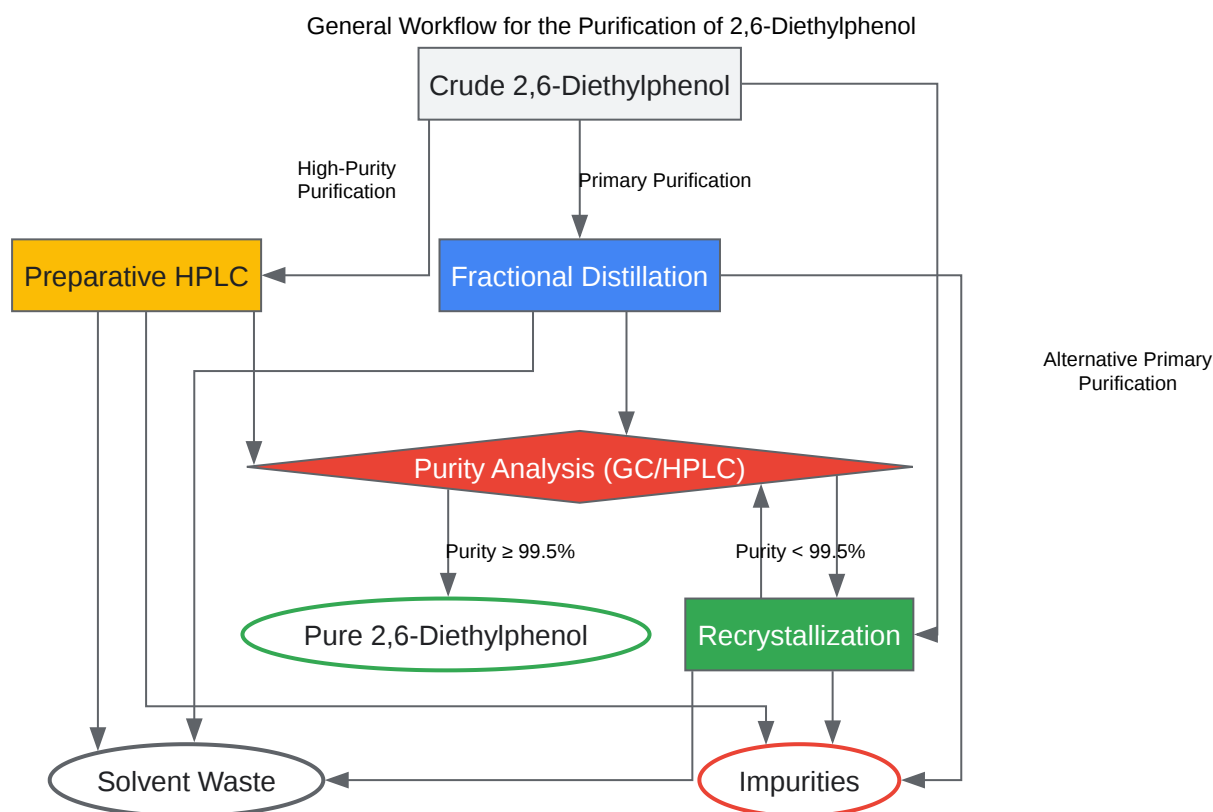 General Workflow for the Purification of 2,6-Diethylphenol
Crude 2,6-Diethylphenol
High-Purity
Purification
Primary Purification
Preparative HPLC
Fractional Distillation
Alternative Primary
Purification
Purity Analysis (GC/HPLC)
Purity ≥ 99.5%
Purity < 99.5%
Pure 2,6-Diethylphenol
Recrystallization
Solvent Waste
Impurities